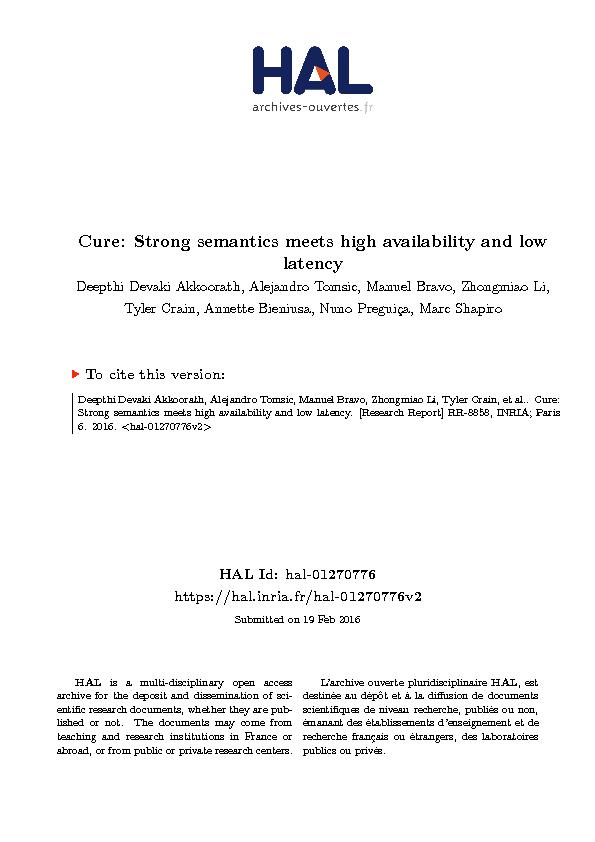 HAL
archives-ouvertes.fr
Cure: Strong semantics meets high availability and low
latency
Deepthi Devaki Akkoorath, Alejandro Tomsic, Manuel Bravo, Zhongmiao Li,
Tyler Crain, Annette Bieniusa, Nuno Preguiça, Marc Shapiro
To cite this version:
Deepthi Devaki Akkoorath, Alejandro Tomsic, Manuel Bravo, Zhongmiao Li, Tyler Crain, et al.. Cure:
Strong semantics meets high availability and low latency. [Research Report] RR-8858, INRIA; Paris
6. 2016. <hal-01270776v2>
HAL Id: hal-01270776
https://hal.inria.fr/hal-01270776v2
Submitted on 19 Feb 2016
HAL is a multi-disciplinary open access
archive for the deposit and dissemination of sci-
entific research documents, whether they are pub-
lished or not. The documents may come from
teaching and research institutions in France or
abroad, or from public or private research centers.
L'archive ouverte pluridisciplinaire HAL, est
destinée au dépôt et à la diffusion de documents
scientifiques de niveau recherche, publiés ou non,
émanant des établissements d'enseignement et de
recherche français ou étrangers, des laboratoires
publics ou privés.